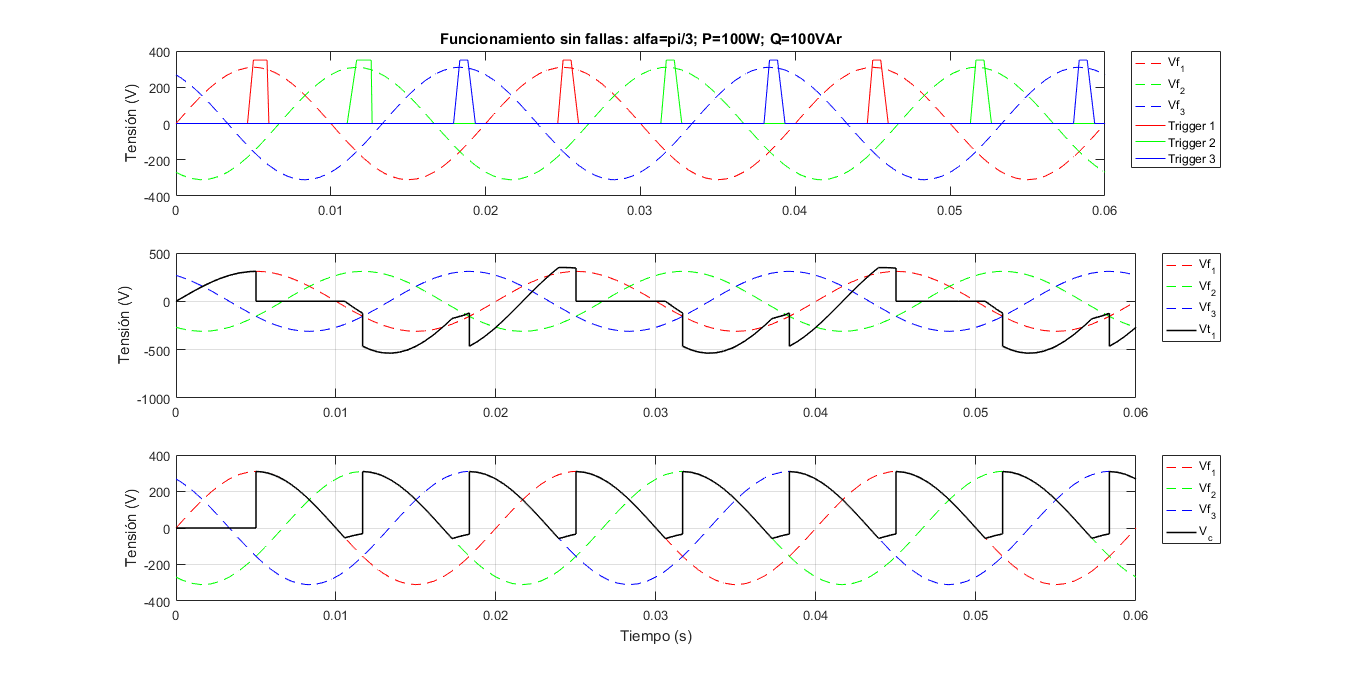 Funcionamiento sin fallas: alfa=pi/3; P=100W; Q=100VAr
Tensión (V)
400
200
0
-200
-400
0
0.01
0.02
0.03
0.04
0.05
0.06
Vf1
Vf2
Vf3
Trigger 1
Trigger 2
Trigger 3
Tensión (V)
500
0
-500
-1000
0
0.01
0.02
0.03
0.04
0.05
0.06
Vf1
Vf2
Vf3
Vt1
Tensión (V)
400
200
0
-200
-400
0
0.01
0.02
0.03
0.04
0.05
0.06
Tiempo (s)
Vf1
Vf2
Vf3
Vc